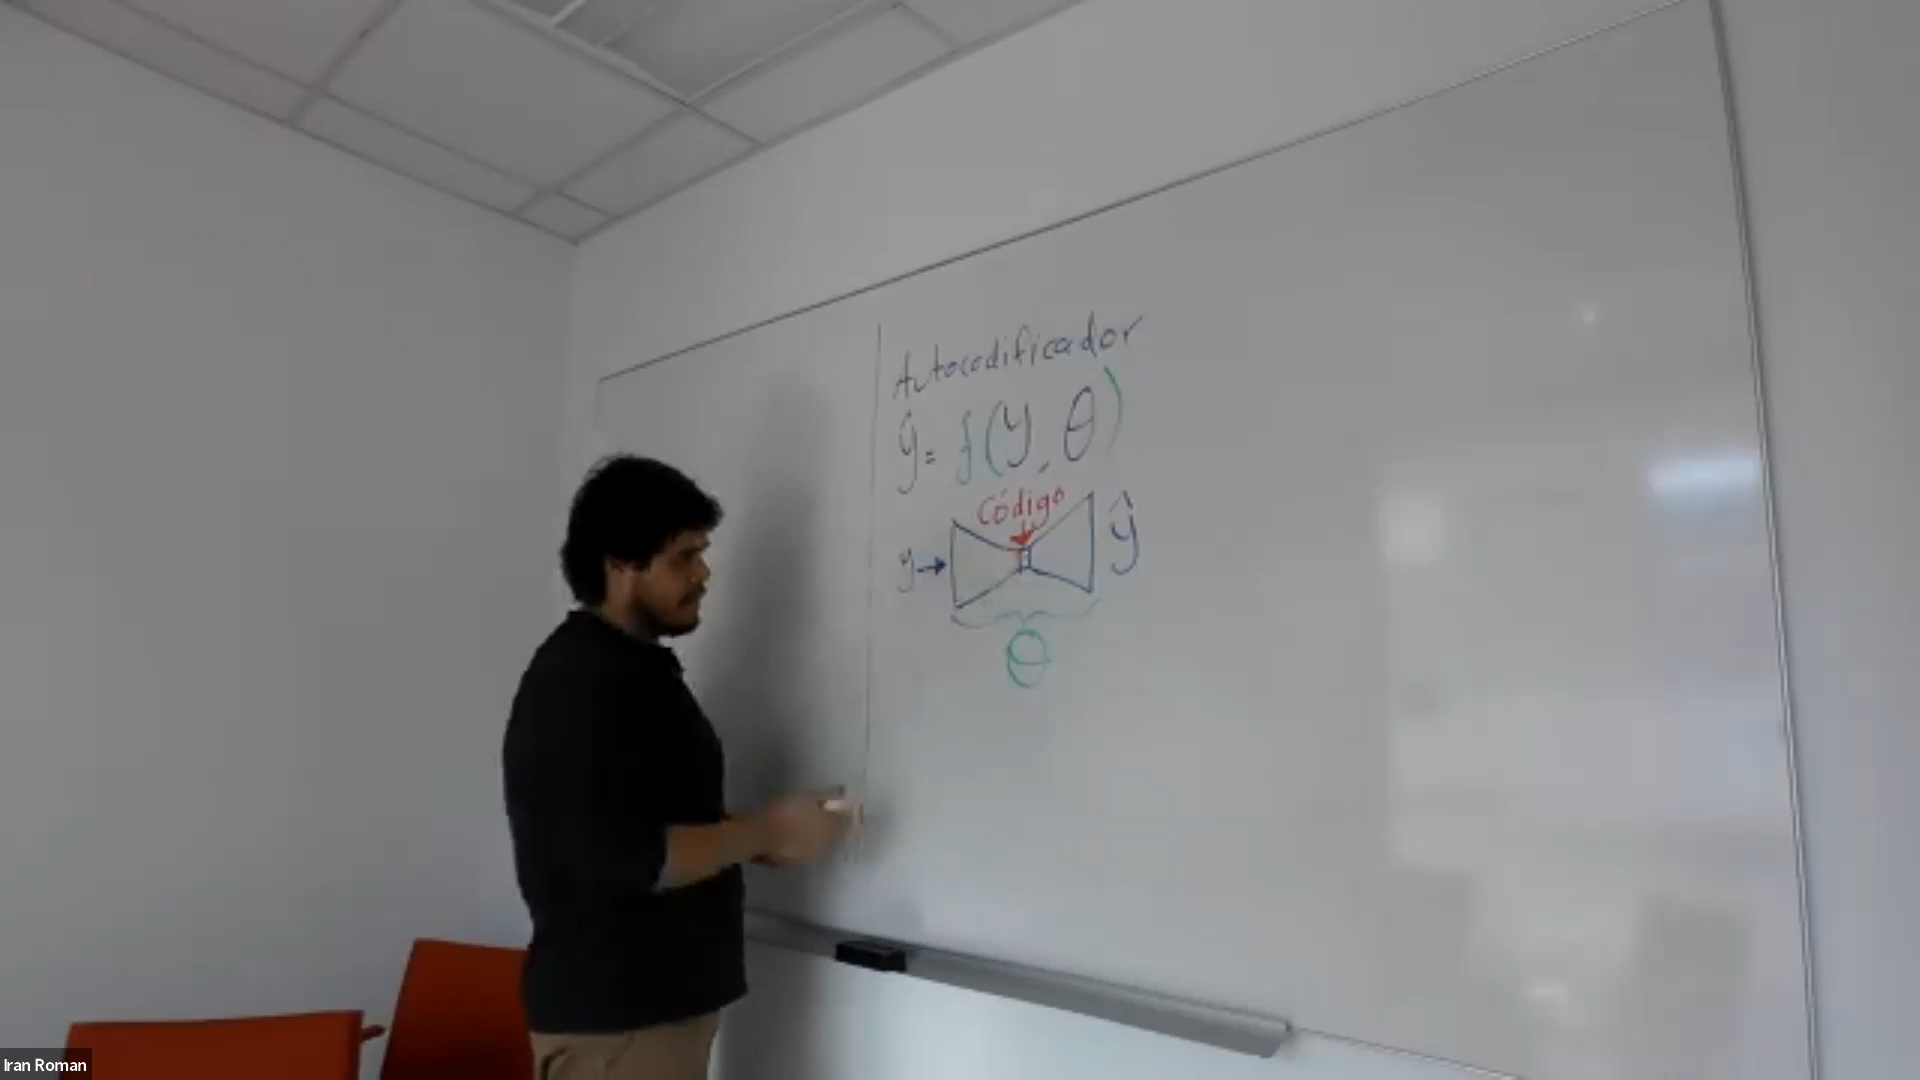 Autocodificador
ŷ = f(y, θ)
Código
y → ŷ
θ
Iran Roman